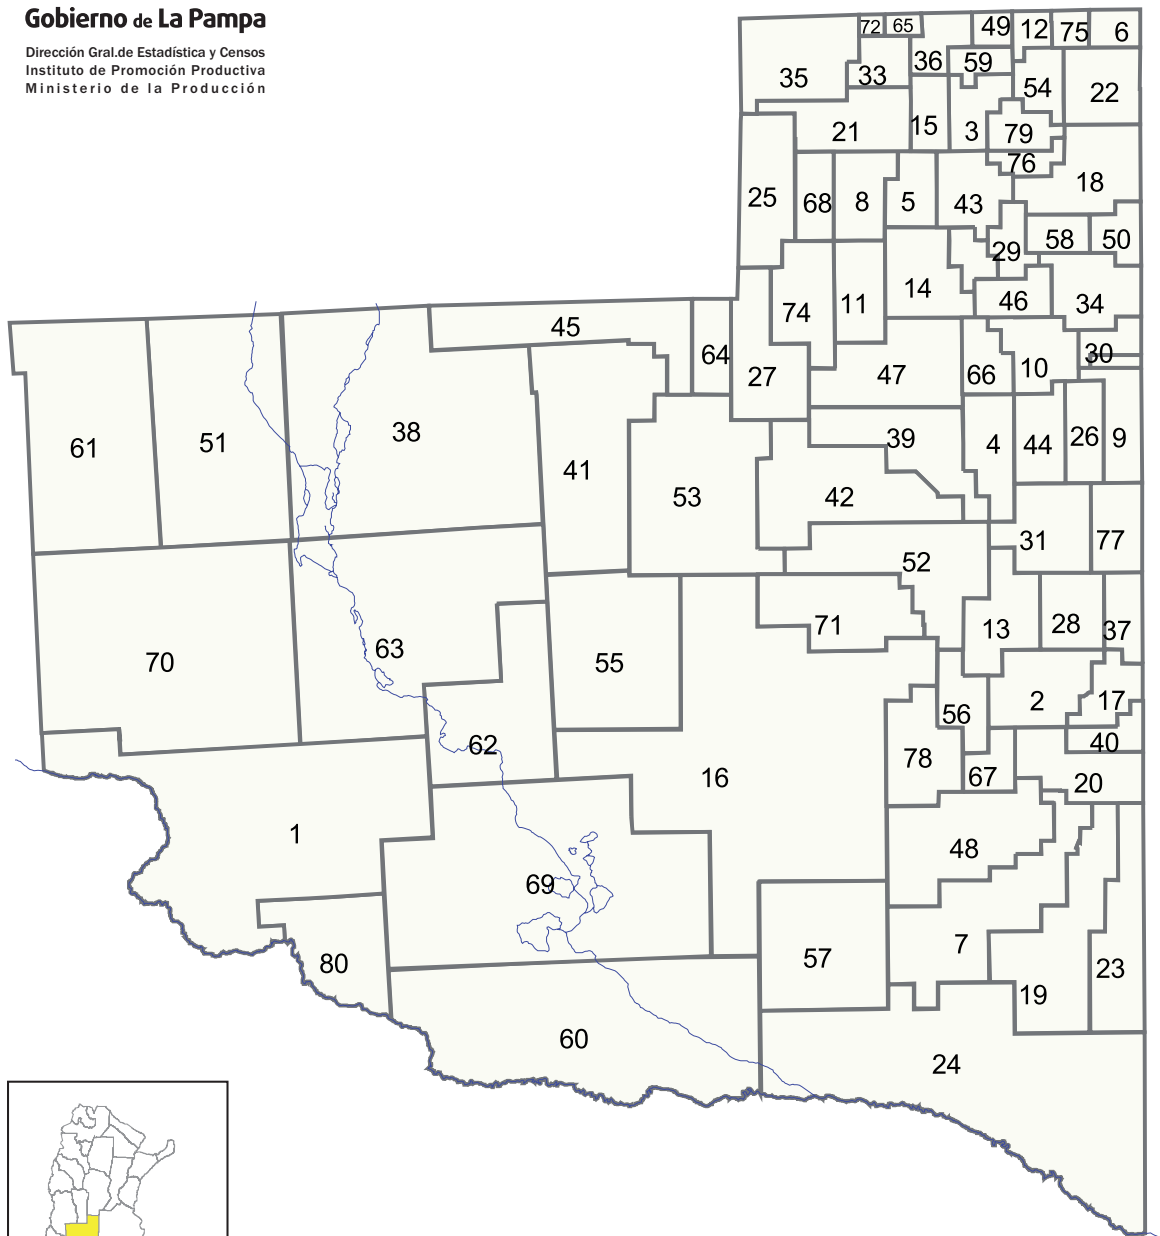 Gobierno de La Pampa
Dirección Gral.de Estadística y Censos
Instituto de Promoción Productiva
Ministerio de la Producción
72 65 49 12 75 6
36 59
35 33 54 22
21 15 3 79
76
18
25 68 8 5 43
29 58 50
14
74 11 46 34
45
64 27 47 66 10 30
61 51 38 39 4 44 26 9
41
53 42
52 31 77
71 13 28 37
70 63 55
2 17
56
62 78 67 40
16 20
1
48
69
80 57 7 23
19
60
24